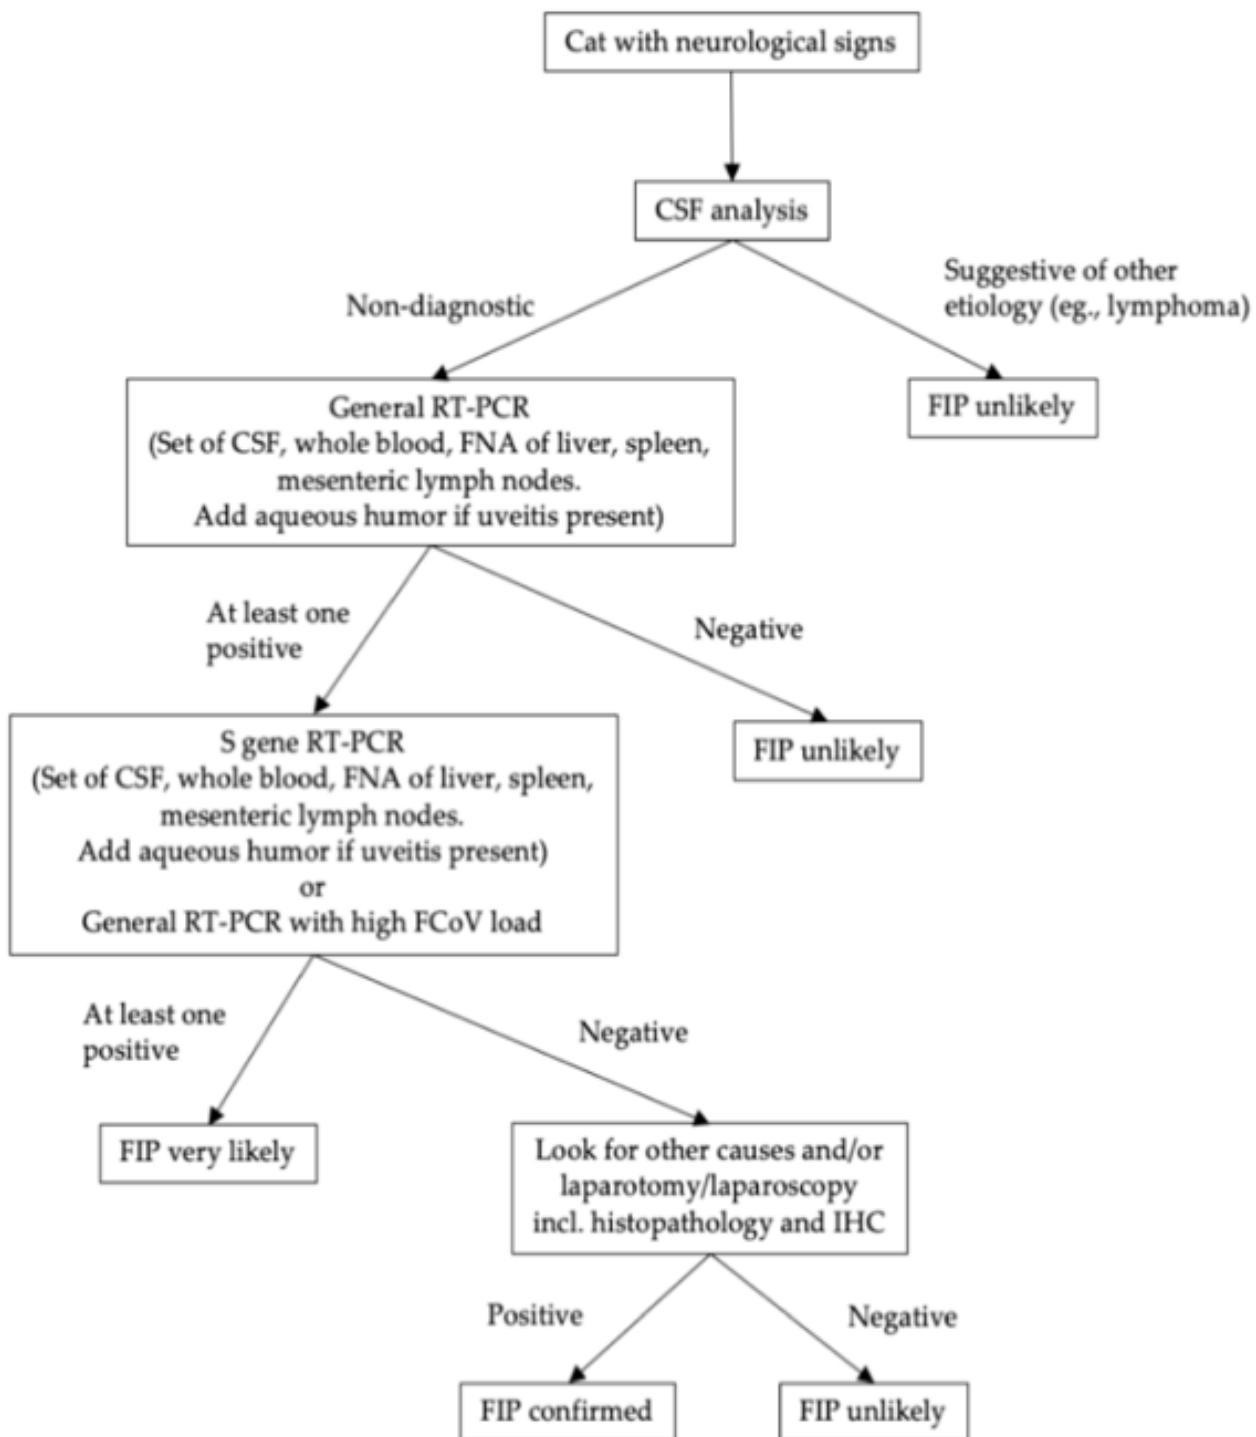 Cat with neurological signs
CSF analysis
Non-diagnostic
Suggestive of other
etiology (eg., lymphoma)
General RT-PCR
(Set of CSF, whole blood, FNA of liver, spleen,
mesenteric lymph nodes.
Add aqueous humor if uveitis present)
FIP unlikely
At least one
positive
Negative
S gene RT-PCR
(Set of CSF, whole blood, FNA of liver, spleen,
mesenteric lymph nodes.
Add aqueous humor if uveitis present)
or
General RT-PCR with high FCoV load
FIP unlikely
At least one
positive
Negative
FIP very likely
Look for other causes and/or
laparotomy/laparoscopy
incl. histopathology and IHC
Positive
Negative
FIP confirmed
FIP unlikely